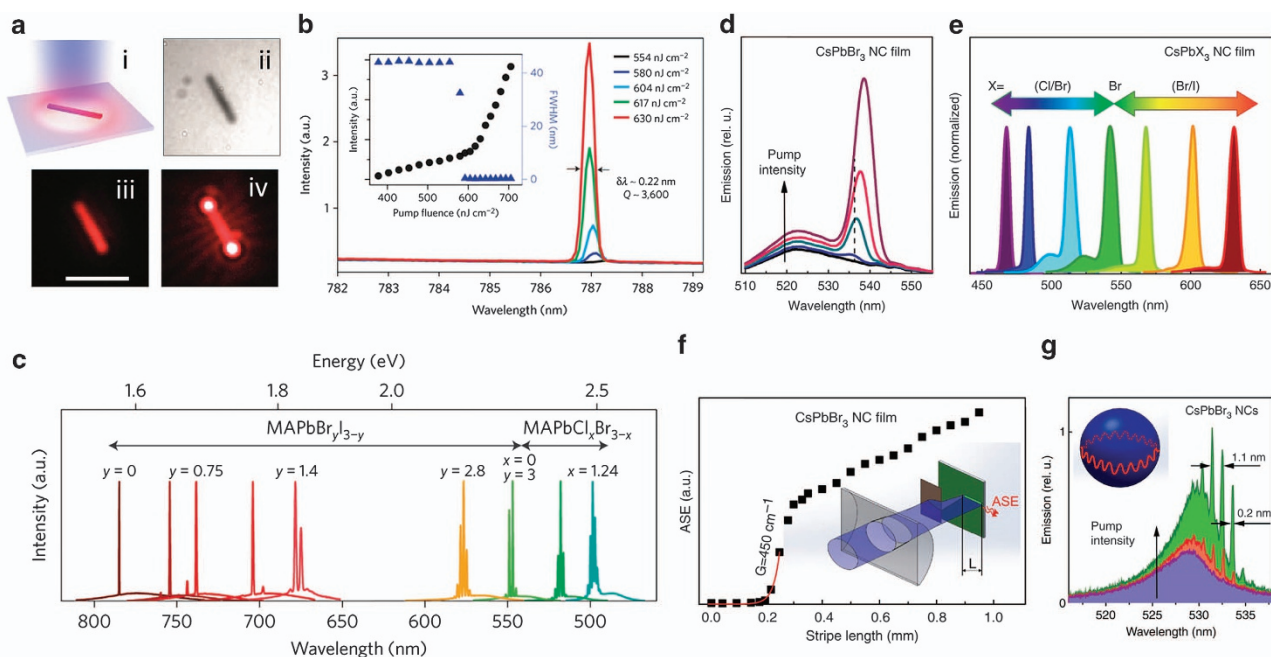 a
i
ii
iii
iv
b
Intensity (a.u.)
3
2
1
Intensity (a.u.)
40
20
0
FWHM (nm)
400 500 600 700
Pump fluence (nJ cm⁻²)
554 nJ cm⁻²
580 nJ cm⁻²
604 nJ cm⁻²
617 nJ cm⁻²
630 nJ cm⁻²
δλ ~ 0.22 nm
Q ~ 3,600
782 783 784 785 786 787 788 789
Wavelength (nm)
d
CsPbBr₃ NC film
Emission (rel. u.)
Pump
intensity
510 520 530 540 550
Wavelength (nm)
e
CsPbX₃ NC film
X= (Cl/Br) Br (Br/I)
Emission (normalized)
450 500 550 600 650
Wavelength (nm)
c
Energy (eV)
1.6 1.8 2.0 2.5
MAPbBrᵧI₃₋ᵧ
MAPbClₓBr₃₋ₓ
y = 0 y = 0.75 y = 1.4 y = 2.8 x = 0 x = 1.24
y = 3
Intensity (a.u.)
800 750 700 650 600 550 500
Wavelength (nm)
f
CsPbBr₃ NC film
ASE (a.u.)
G=450 cm⁻¹
ASE
L
0.0 0.2 0.4 0.6 0.8 1.0
Stripe length (mm)
g
CsPbBr₃ NCs
Emission (rel. u.)
1
0
1.1 nm
0.2 nm
Pump
intensity
520 525 530 535
Wavelength (nm)